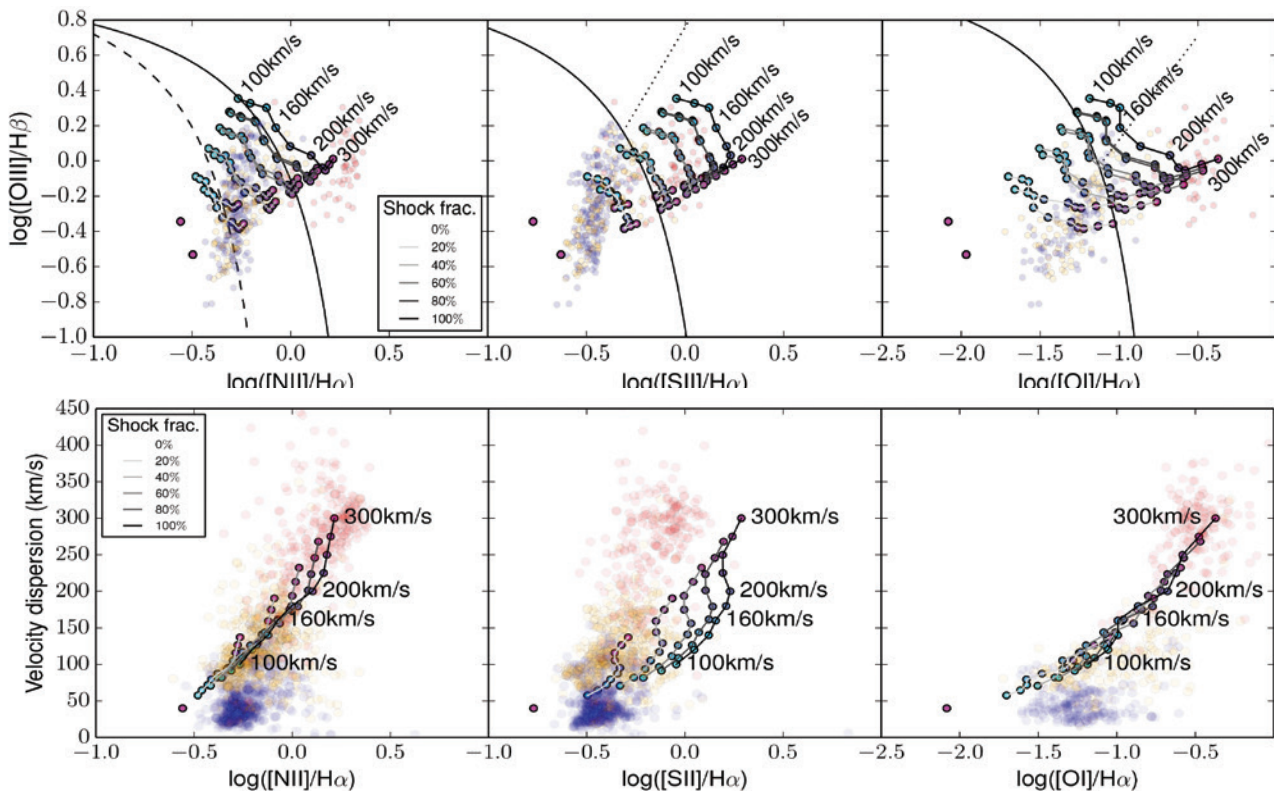 0.8
0.6
0.4
0.2
0.0
−0.2
−0.4
−0.6
−0.8
−1.0
log([OIII]/Hβ)
100km/s
160km/s
200km/s
300km/s
Shock frac.
0%
20%
40%
60%
80%
100%
−1.0 −0.5 0.0 0.5
log([NII]/Hα)
100km/s
160km/s
200km/s
300km/s
−1.0 −0.5 0.0 0.5
log([SII]/Hα)
100km/s
160km/s
200km/s
300km/s
−2.5 −2.0 −1.5 −1.0 −0.5
log([OI]/Hα)
450
400
350
300
250
200
150
100
50
0
Velocity dispersion (km/s)
Shock frac.
0%
20%
40%
60%
80%
100%
300km/s
200km/s
160km/s
100km/s
−1.0 −0.5 0.0 0.5
log([NII]/Hα)
300km/s
200km/s
160km/s
100km/s
−1.0 −0.5 0.0 0.5
log([SII]/Hα)
300km/s
200km/s
160km/s
100km/s
−2.5 −2.0 −1.5 −1.0 −0.5
log([OI]/Hα)